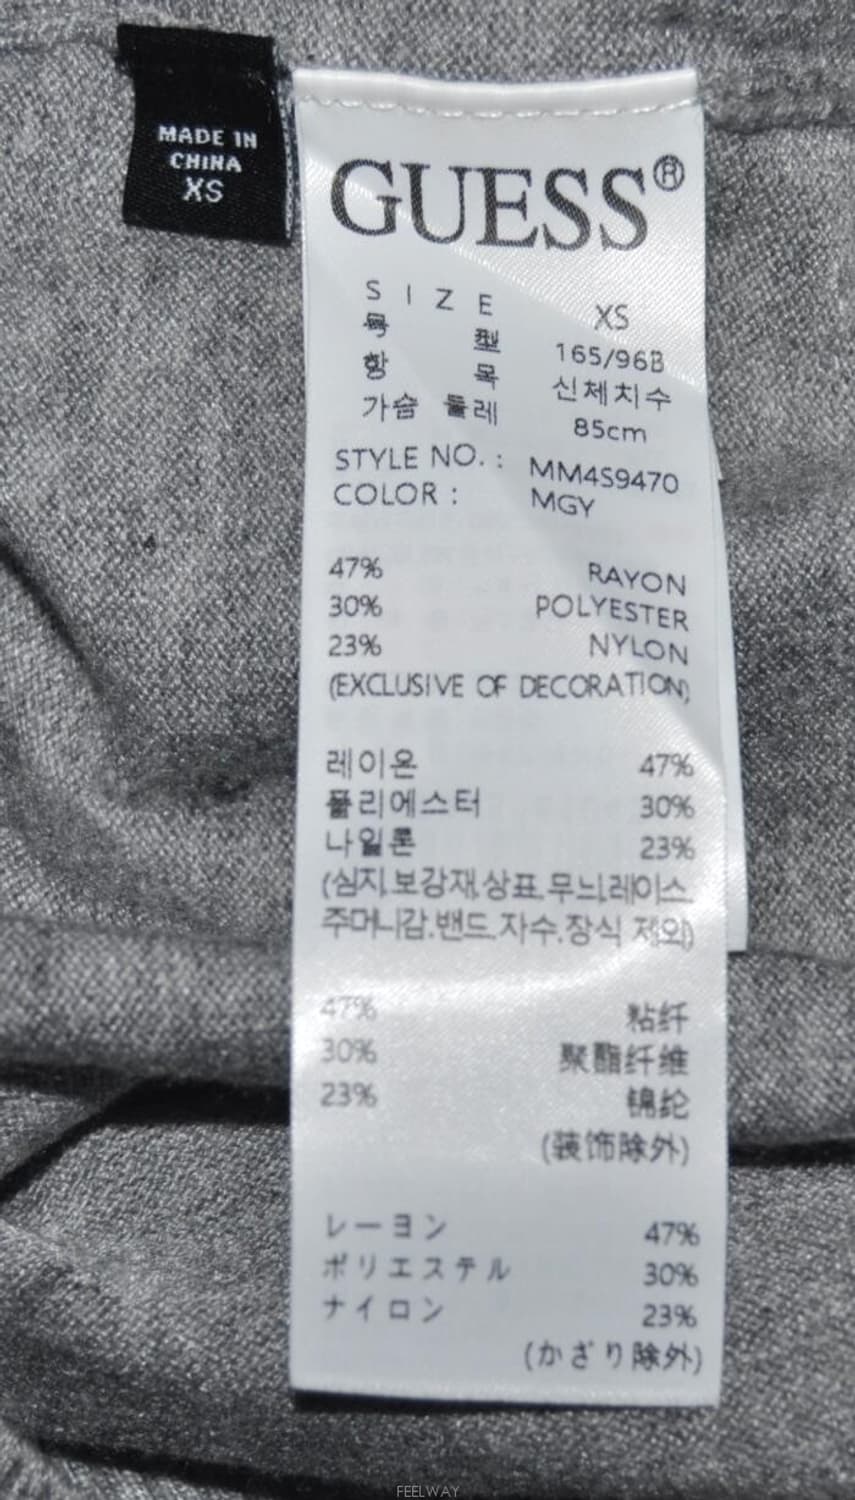 MADE IN
CHINA
XS
GUESS®
SIZE XS
号型 165/96B
항목 신체치수
가슴 둘레 85cm
STYLE NO. : MM4S9470
COLOR : MGY
47% RAYON
30% POLYESTER
23% NYLON
(EXCLUSIVE OF DECORATION)
레이온 47%
폴리에스터 30%
나일론 23%
(심지.보강재.상표.무늬.레이스.
주머니감.밴드.자수.장식 제외)
47% 粘纤
30% 聚酯纤维
23% 锦纶
(装饰除外)
レーヨン 47%
ポリエステル 30%
ナイロン 23%
(かざり除外)
FEELWAY